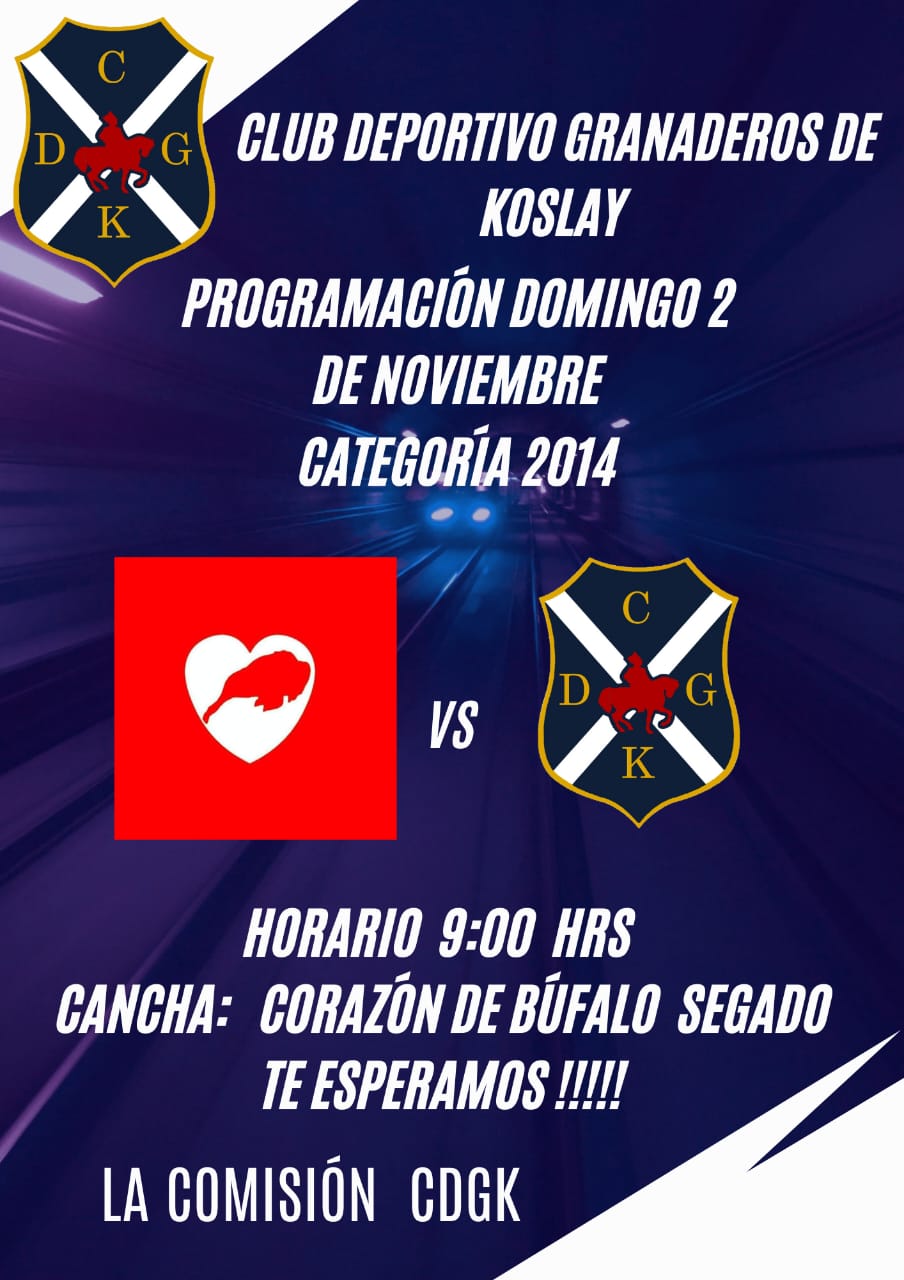 C
D G
K
CLUB DEPORTIVO GRANADEROS DE
KOSLAY
PROGRAMACIÓN DOMINGO 2
DE NOVIEMBRE
CATEGORÍA 2014
VS
C
D G
K
HORARIO 9:00 HRS
CANCHA: CORAZÓN DE BÚFALO SEGADO
TE ESPERAMOS !!!!!
LA COMISIÓN CDGK